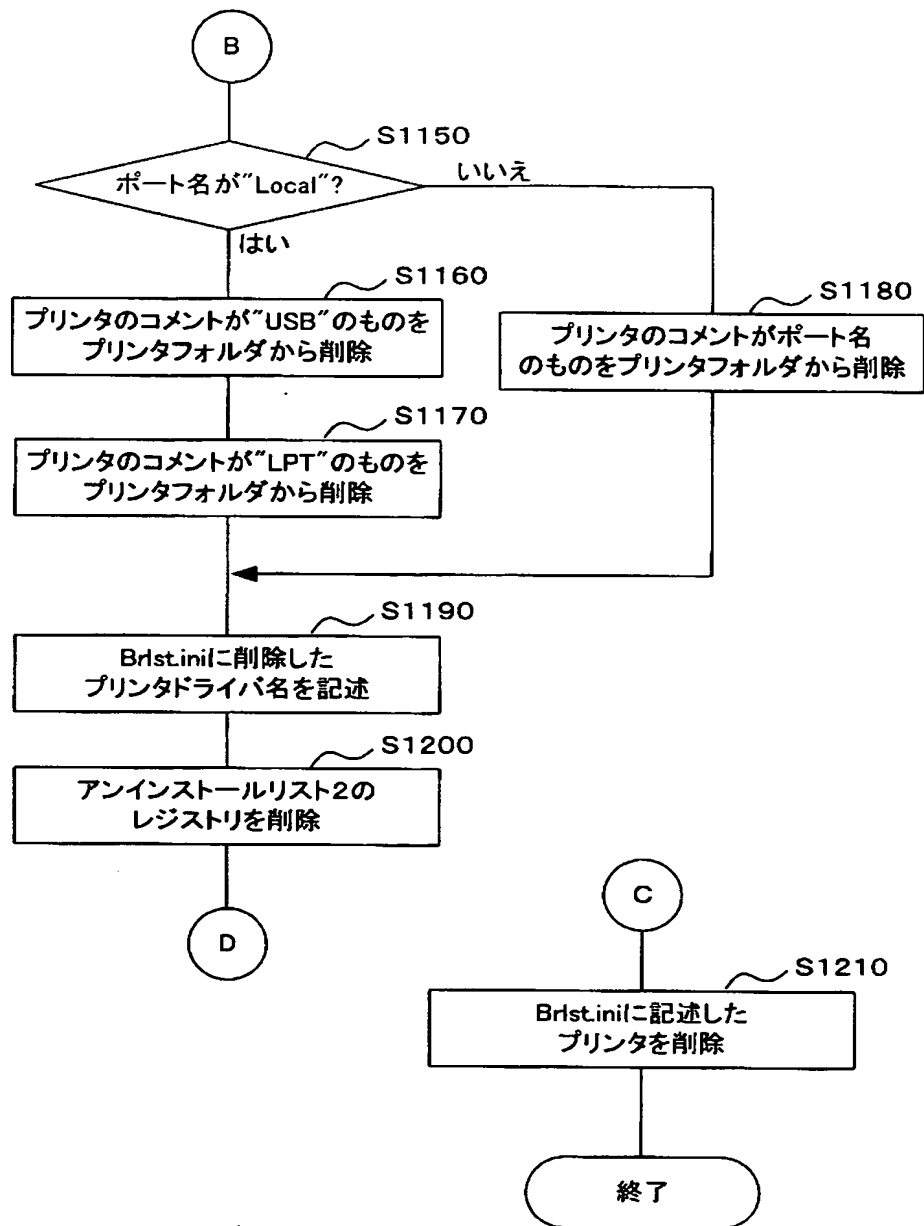 B
S1150
ポート名が"Local"?
いいえ
はい
S1160
プリンタのコメントが"USB"のものを
プリンタフォルダから削除
S1180
プリンタのコメントがポート名
のものをプリンタフォルダから削除
S1170
プリンタのコメントが"LPT"のものを
プリンタフォルダから削除
S1190
Brlst.iniに削除した
プリンタドライバ名を記述
S1200
アンインストールリスト2の
レジストリを削除
D
C
S1210
Brlst.iniに記述した
プリンタを削除
終了